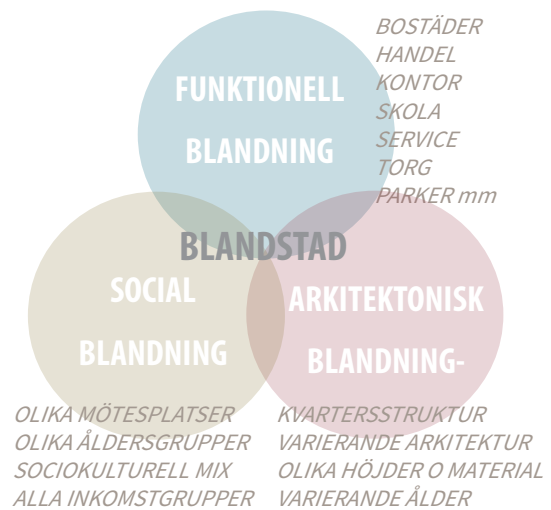 FUNKTIONELL
BLANDNING
BOSTÄDER
HANDEL
KONTOR
SKOLA
SERVICE
TORG
PARKER mm
BLANDSTAD
SOCIAL
BLANDNING
ARKITEKTONISK
BLANDNING-
OLIKA MÖTESPLATSER
OLIKA ÅLDERSGRUPPER
SOCIOKULTURELL MIX
ALLA INKOMSTGRUPPER
KVARTERSSTRUKTUR
VARIERANDE ARKITEKTUR
OLIKA HÖJDER O MATERIAL
VARIERANDE ÅLDER